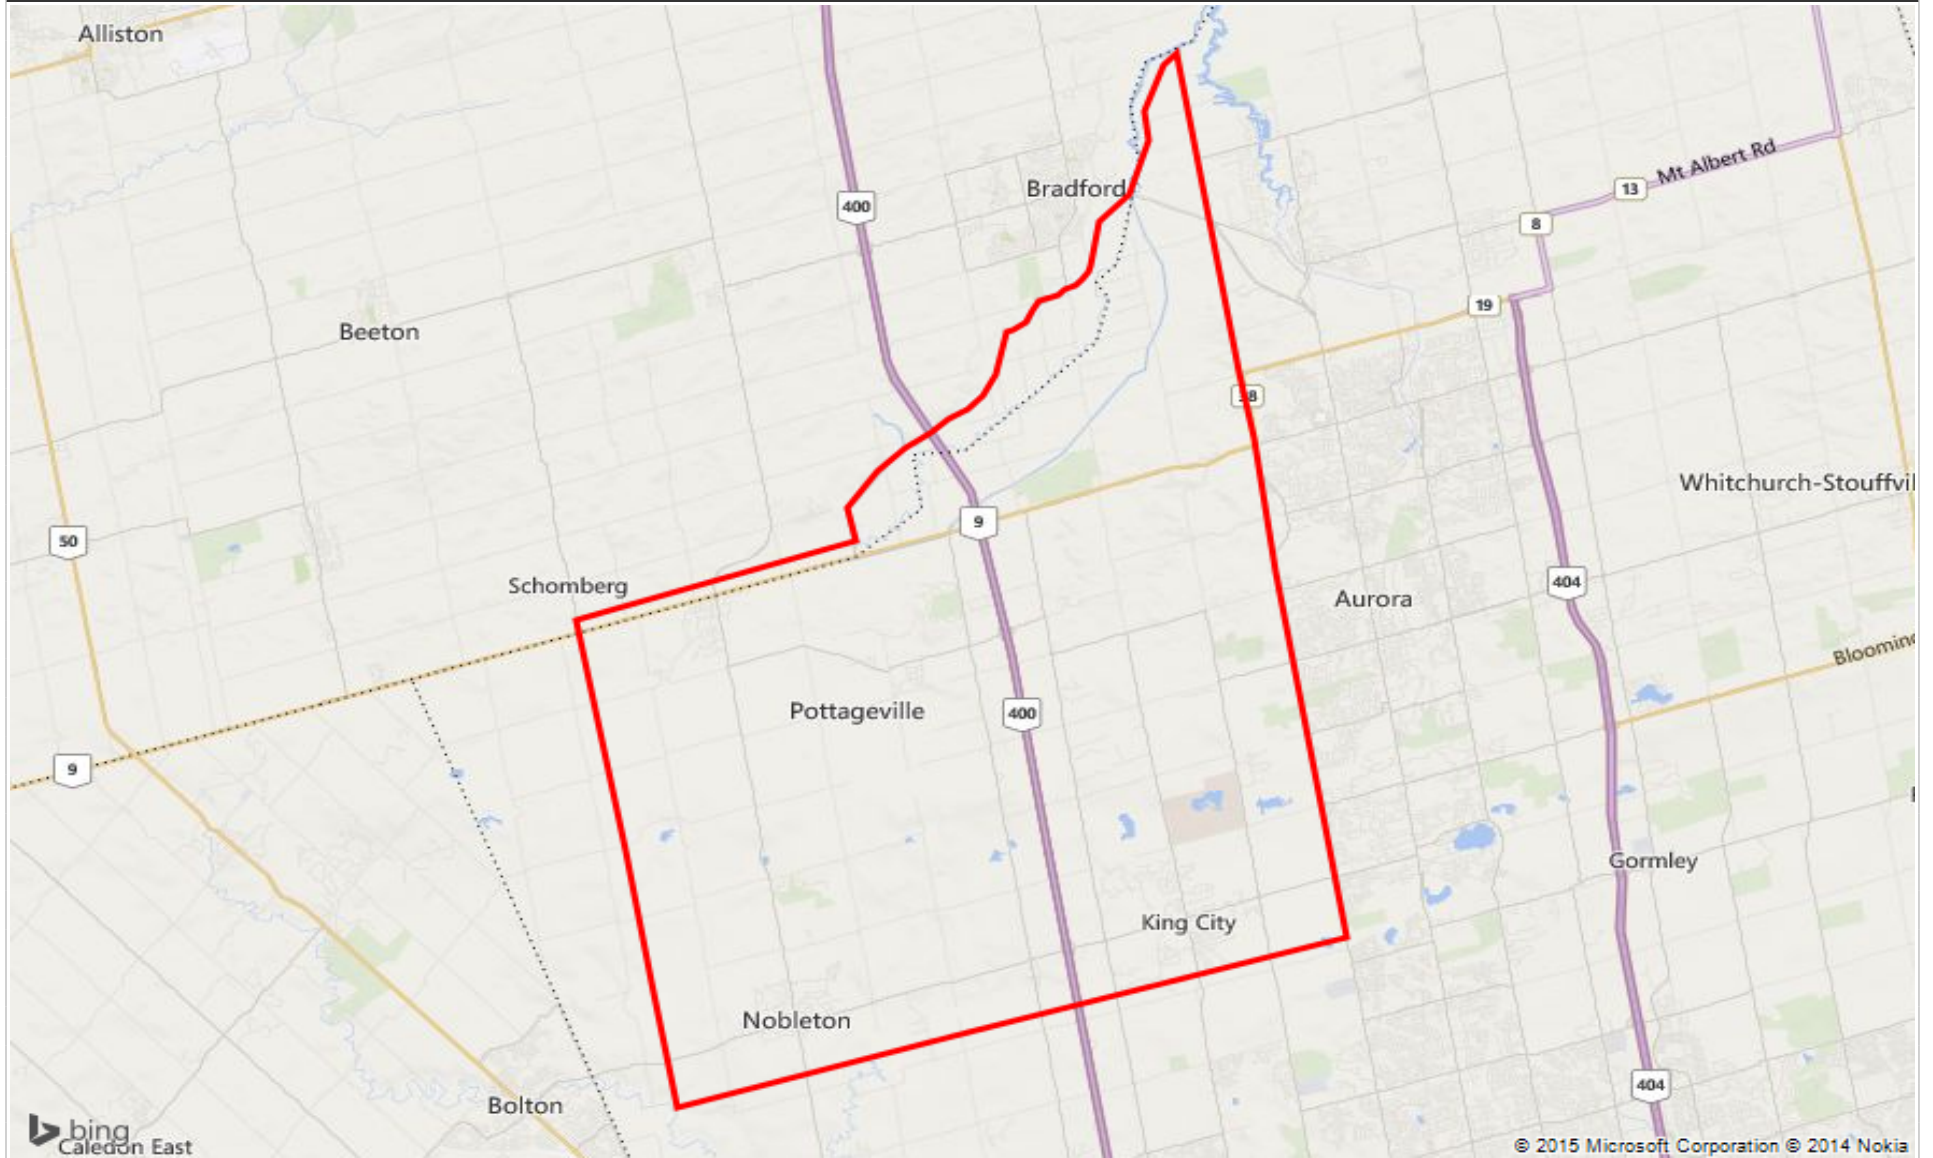 Alliston
400
Bradford
Mt Albert Rd
13
8
19
Beeton
Whitchurch-Stouffvil
50
9
Schomberg
Aurora
404
Bloomin
9
Pottageville
400
Gormley
King City
Nobleton
Bolton
404
bing
Caledon East
© 2015 Microsoft Corporation © 2014 Nokia